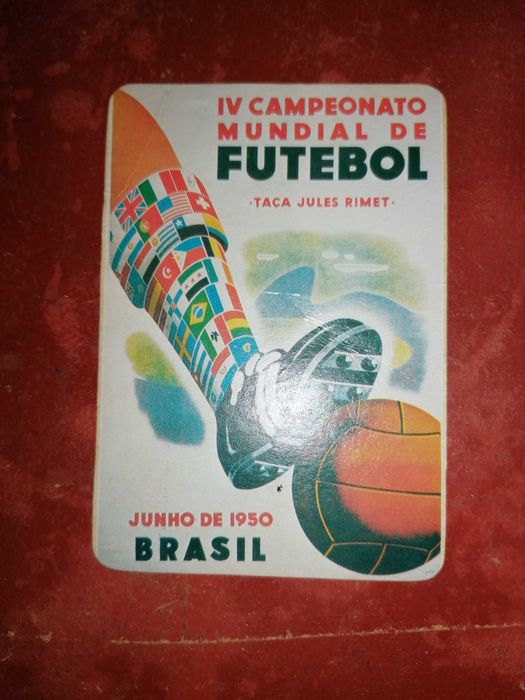 IV CAMPEONATO
MUNDIAL DE
FUTEBOL
·TAÇA JULES RIMET·
JUNHO DE 1950
BRASIL